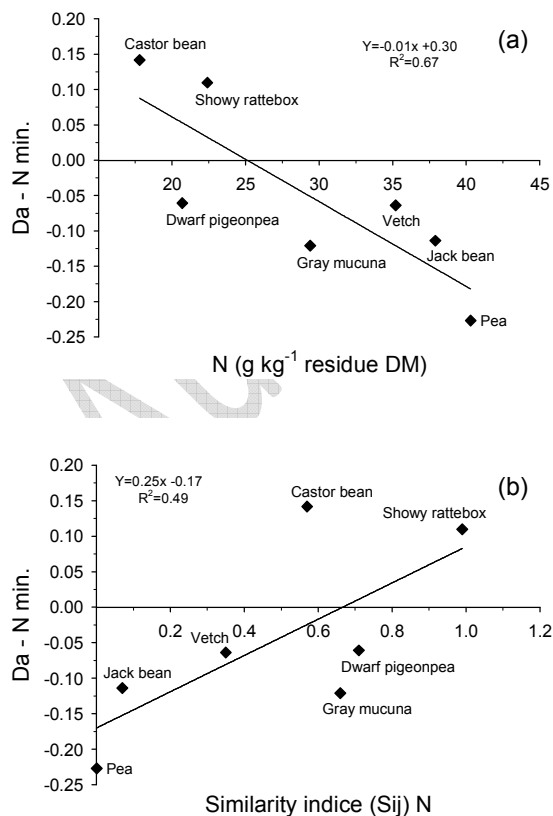 (a)
Y=-0.01x +0.30
R²=0.67
Da - N min.
0.20
0.15
0.10
0.05
0.00
-0.05
-0.10
-0.15
-0.20
-0.25
20 25 30 35 40 45
Castor bean
Showy rattebox
Dwarf pigeonpea
Vetch
Gray mucuna
Jack bean
Pea
N (g kg⁻¹ residue DM)
(b)
Y=0.25x -0.17
R²=0.49
Da - N min.
0.20
0.15
0.10
0.05
0.00
-0.05
-0.10
-0.15
-0.20
-0.25
0.2 0.4 0.6 0.8 1.0 1.2
Castor bean
Showy rattebox
Vetch
Jack bean
Dwarf pigeonpea
Gray mucuna
Pea
Similarity indice (Sij) N